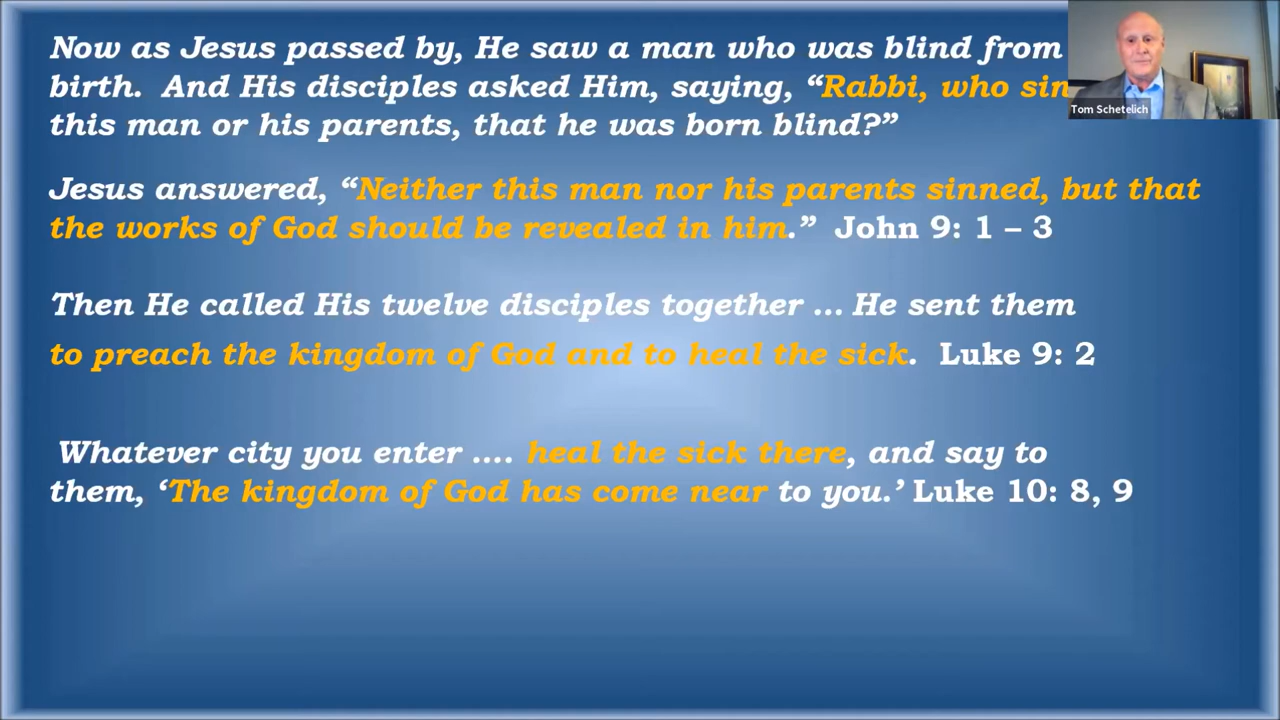 Now as Jesus passed by, He saw a man who was blind from
birth.  And His disciples asked Him, saying, “Rabbi, who
this man or his parents, that he was born blind?”
Jesus answered, “Neither this man nor his parents sinned, but that
the works of God should be revealed in him.”  John 9: 1 – 3
Then He called His twelve disciples together ... He sent them
to preach the kingdom of God and to heal the sick.  Luke 9: 2
Whatever city you enter .... heal the sick there, and say to
them, ‘The kingdom of God has come near to you.’ Luke 10: 8, 9
Tom Schetelich